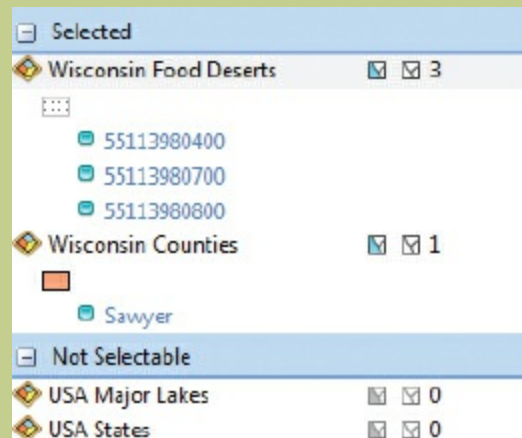 Selected
Wisconsin Food Deserts 3
55113980400
55113980700
55113980800
Wisconsin Counties 1
Sawyer
Not Selectable
USA Major Lakes 0
USA States 0